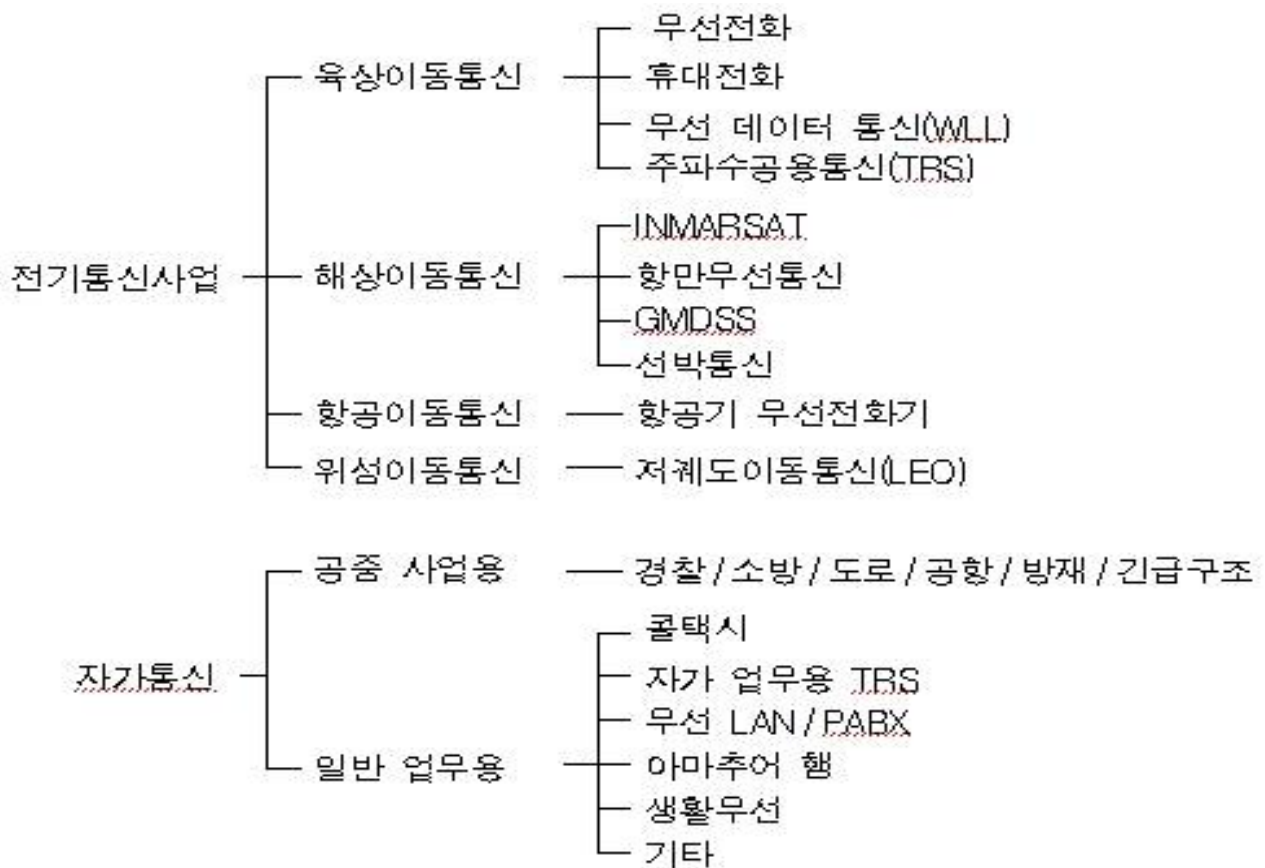 무선전화
육상이동통신
휴대전화
무선 데이터 통신(WLL)
주파수공용통신(TRS)
INMARSAT
전기통신사업
해상이동통신
항만무선통신
GMDSS
선박통신
항공이동통신
항공기 무선전화기
위성이동통신
저궤도이동통신(LEO)
공중 사업용
경찰 / 소방 / 도로 / 공항 / 방재 / 긴급구조
콜택시
자가통신
자가 업무용 TRS
무선 LAN / PABX
일반 업무용
아마추어 햄
생활무선
기타